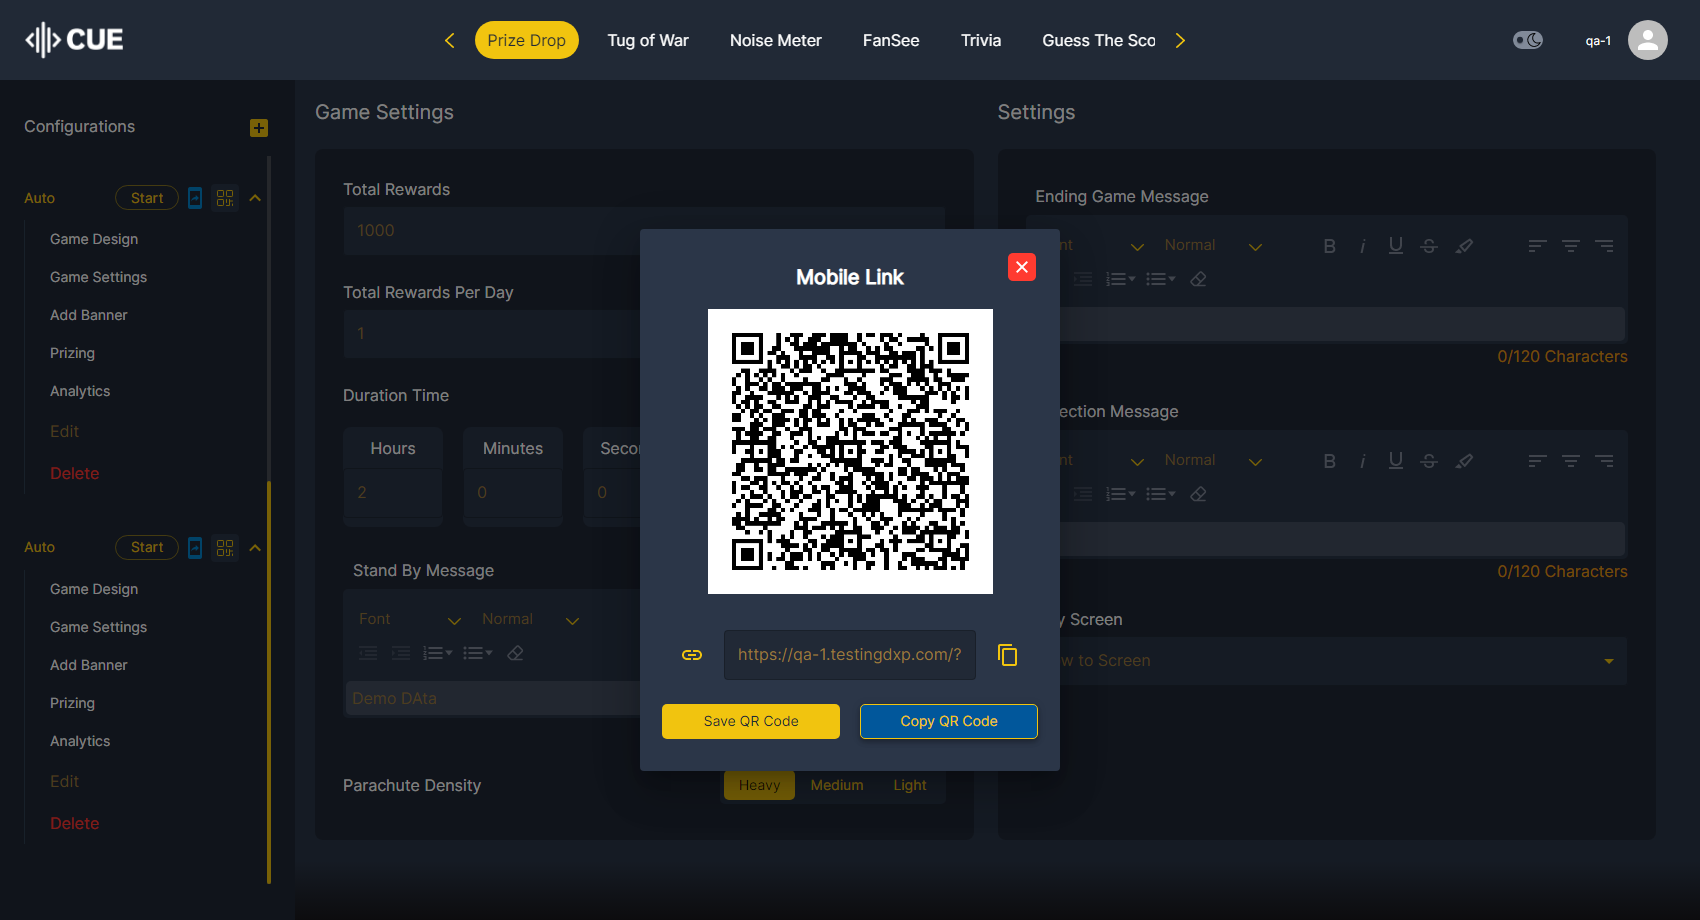 CUE
Prize Drop
Tug of War
Noise Meter
FanSee
Trivia
Guess The Sco
qa-1
Configurations
Auto
Start
Game Design
Game Settings
Add Banner
Prizing
Analytics
Edit
Delete
Auto
Start
Game Design
Game Settings
Add Banner
Prizing
Analytics
Edit
Delete
Game Settings
Total Rewards
1000
Total Rewards Per Day
1
Duration Time
Hours
Minutes
Secon
2
0
0
Stand By Message
Font
Normal
Demo DAta
Parachute Density
Heavy
Medium
Light
Mobile Link
https://qa-1.testingdxp.com/?
Save QR Code
Copy QR Code
Settings
Ending Game Message
nt
Normal
B i U S
0/120 Characters
ection Message
nt
Normal
B i U S
0/120 Characters
y Screen
w to Screen